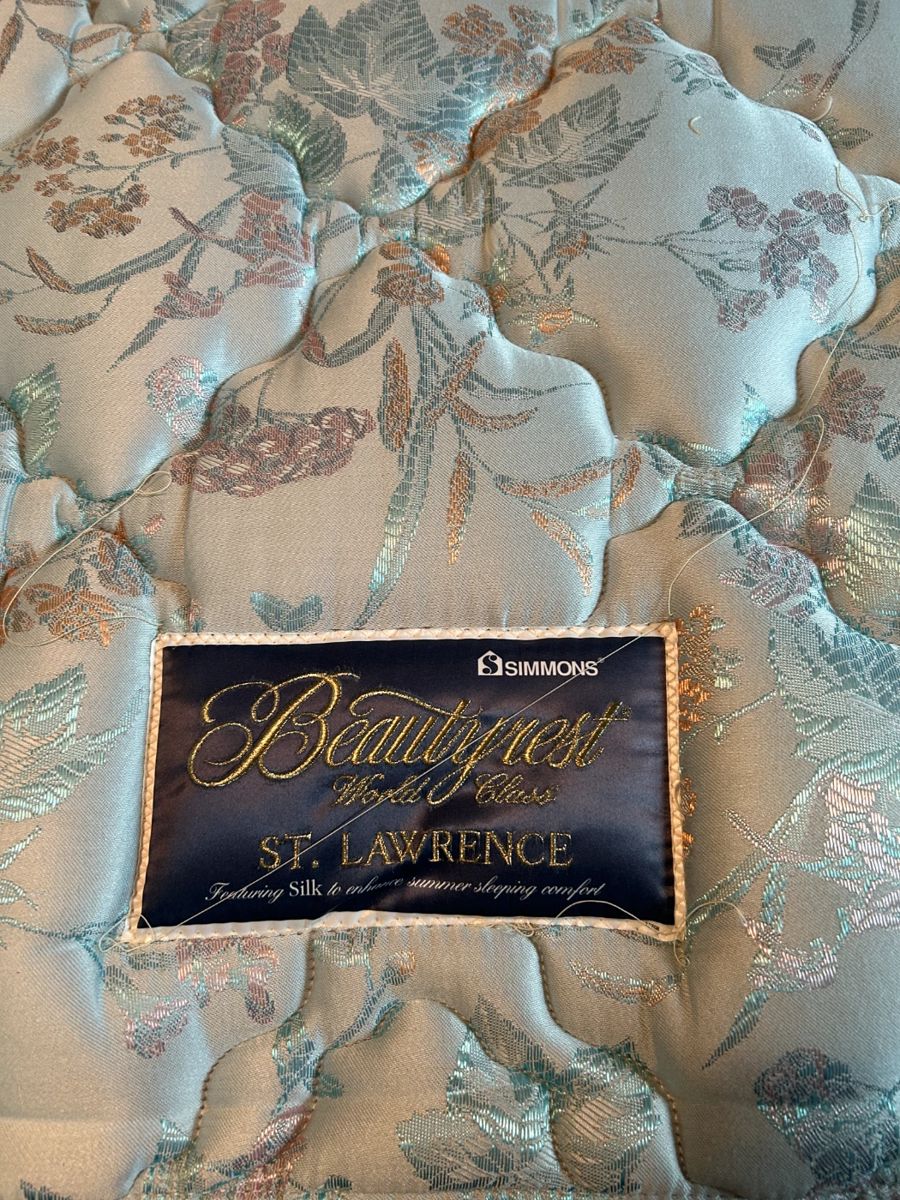 SIMMONS®
Beautyrest®
World Class
ST. LAWRENCE
Featuring Silk to enhance summer sleeping comfort